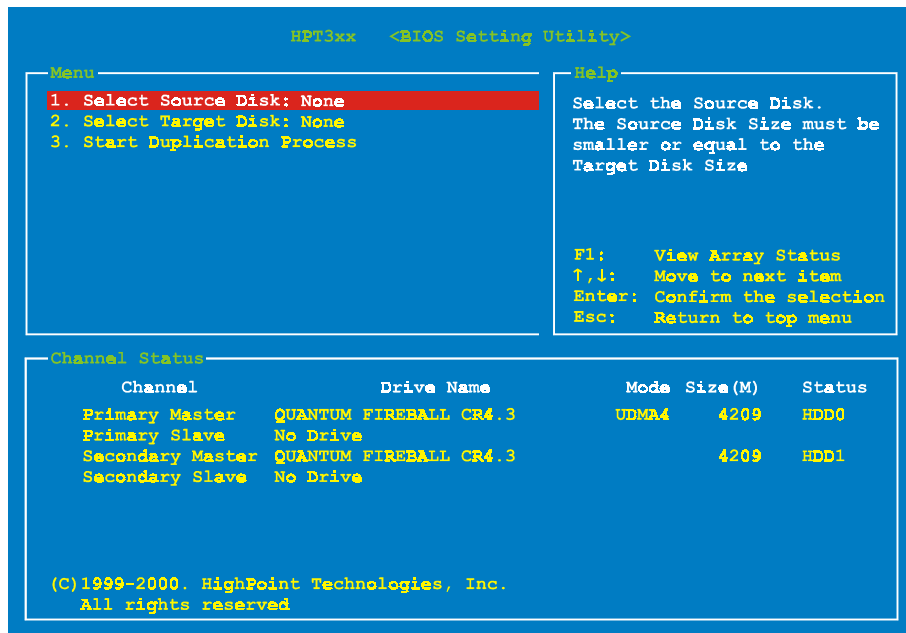 HPT3xx <BIOS Setting Utility>
Menu
1. Select Source Disk: None
2. Select Target Disk: None
3. Start Duplication Process
Help
Select the Source Disk.
The Source Disk Size must be
smaller or equal to the
Target Disk Size
F1: View Array Status
↑,↓: Move to next item
Enter: Confirm the selection
Esc: Return to top menu
Channel Status
Channel Drive Name Mode Size(M) Status
Primary Master QUANTUM FIREBALL CR4.3 UDMA4 4209 HDD0
Primary Slave No Drive
Secondary Master QUANTUM FIREBALL CR4.3 4209 HDD1
Secondary Slave No Drive
(C)1999-2000. HighPoint Technologies, Inc.
All rights reserved